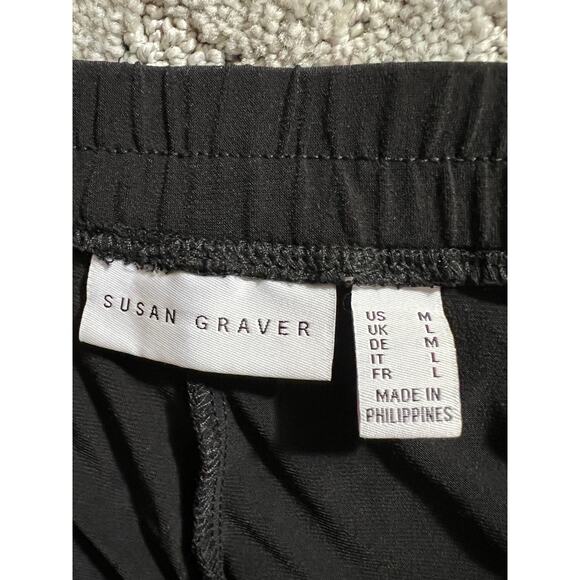 SUSAN GRAVER
US M
UK L
DE M
IT L
FR L
MADE IN
PHILIPPINES